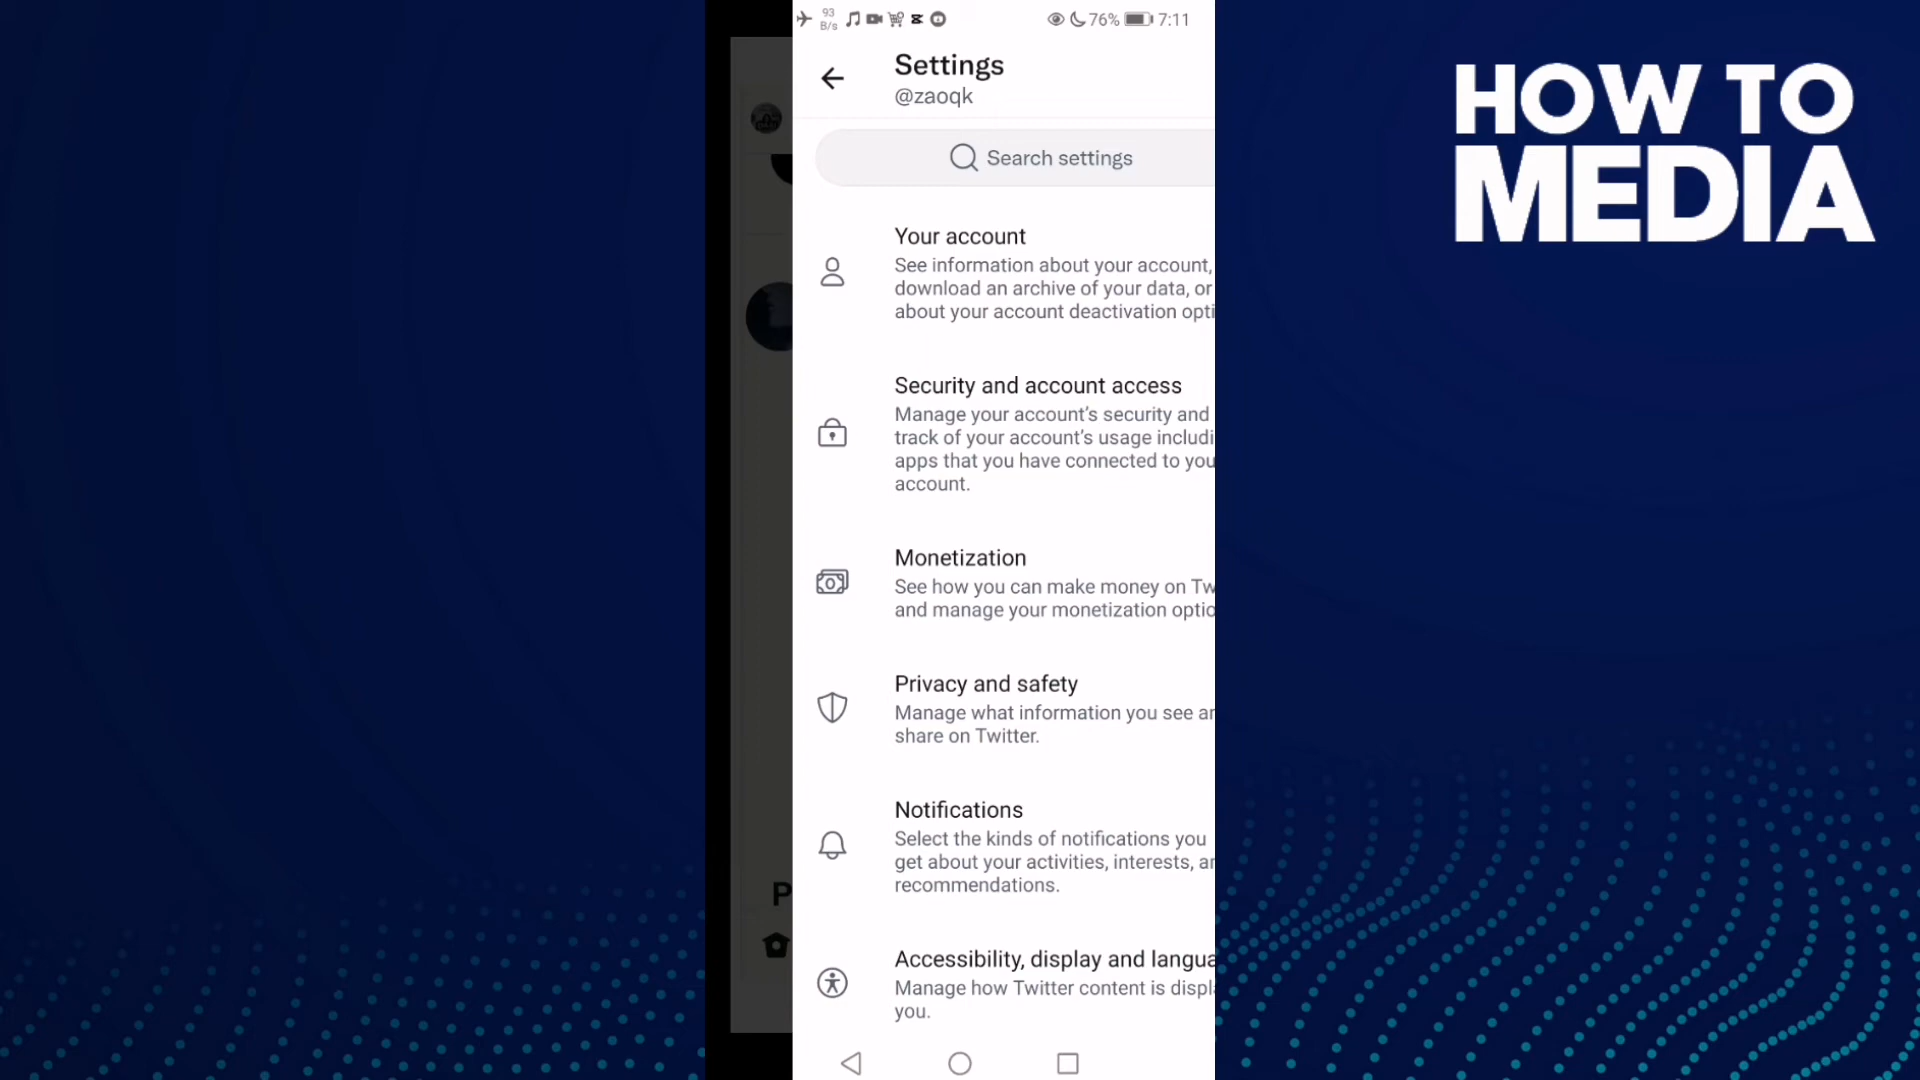 93
B/s
76%
7:11
Settings
@zaoqk
Search settings
Your account
See information about your account,
download an archive of your data, or
about your account deactivation opti
Security and account access
Manage your account’s security and
track of your account’s usage includi
apps that you have connected to you
account.
Monetization
See how you can make money on Tw
and manage your monetization optio
Privacy and safety
Manage what information you see ar
share on Twitter.
Notifications
Select the kinds of notifications you
get about your activities, interests, ar
recommendations.
Accessibility, display and langua
Manage how Twitter content is displ
you.
P
HOW TO
MEDIA